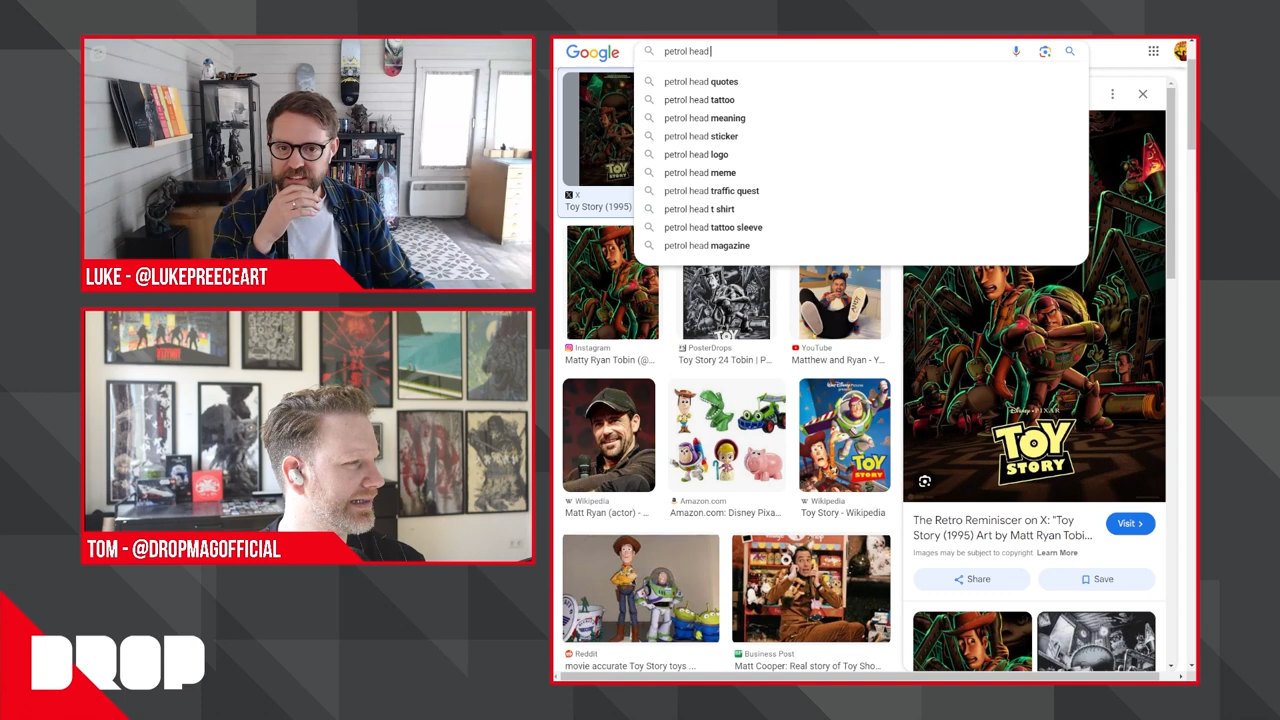 LUKE - @LUKEPREECEART
TOM - @DROPMAGOFFICIAL
DROP
Google
petrol head
petrol head quotes
petrol head tattoo
petrol head meaning
petrol head sticker
petrol head logo
petrol head meme
petrol head traffic quest
petrol head t shirt
petrol head tattoo sleeve
petrol head magazine
TOY
STORY
X
Toy Story (1995)
Instagram
Matty Ryan Tobin (@...
PosterDrops
Toy Story 24 Tobin | P...
YouTube
Matthew and Ryan - Y...
Wikipedia
Matt Ryan (actor) - ...
Amazon.com
Amazon.com: Disney Pixa...
TOY
STORY
Wikipedia
Toy Story - Wikipedia
Reddit
movie accurate Toy Story toys ...
Business Post
Matt Cooper: Real story of Toy Sho...
Disney • PIXAR
TOY
STORY
The Retro Reminiscer on X: "Toy
Story (1995) Art by Matt Ryan Tobi...
Visit
Images may be subject to copyright Learn More
Share
Save